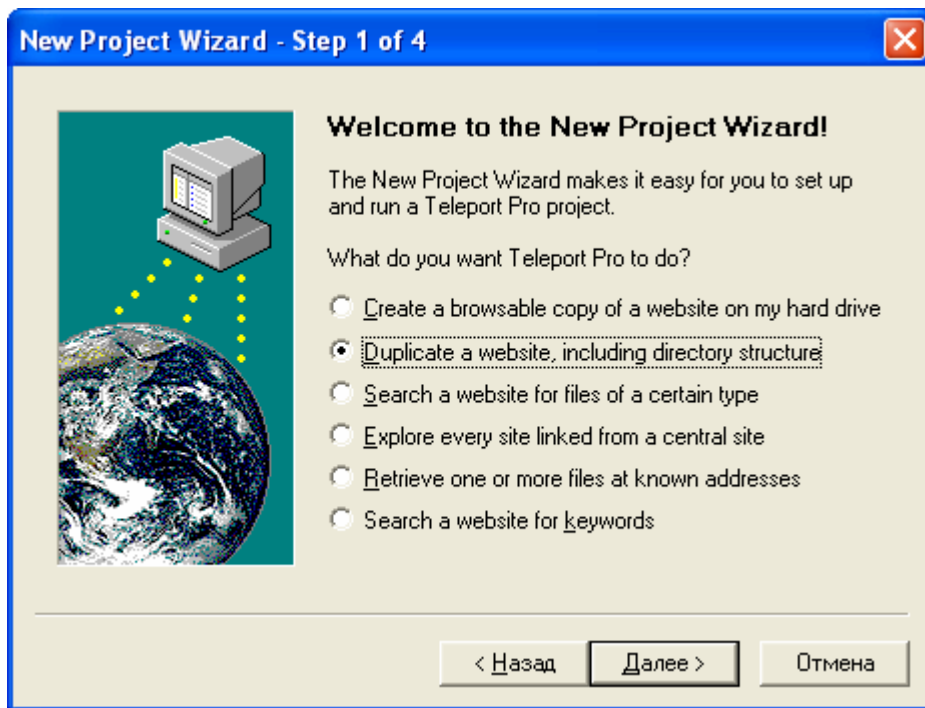 New Project Wizard - Step 1 of 4
Welcome to the New Project Wizard!
The New Project Wizard makes it easy for you to set up
and run a Teleport Pro project.
What do you want Teleport Pro to do?
Create a browsable copy of a website on my hard drive
Duplicate a website, including directory structure
Search a website for files of a certain type
Explore every site linked from a central site
Retrieve one or more files at known addresses
Search a website for keywords
< Назад Далее > Отмена